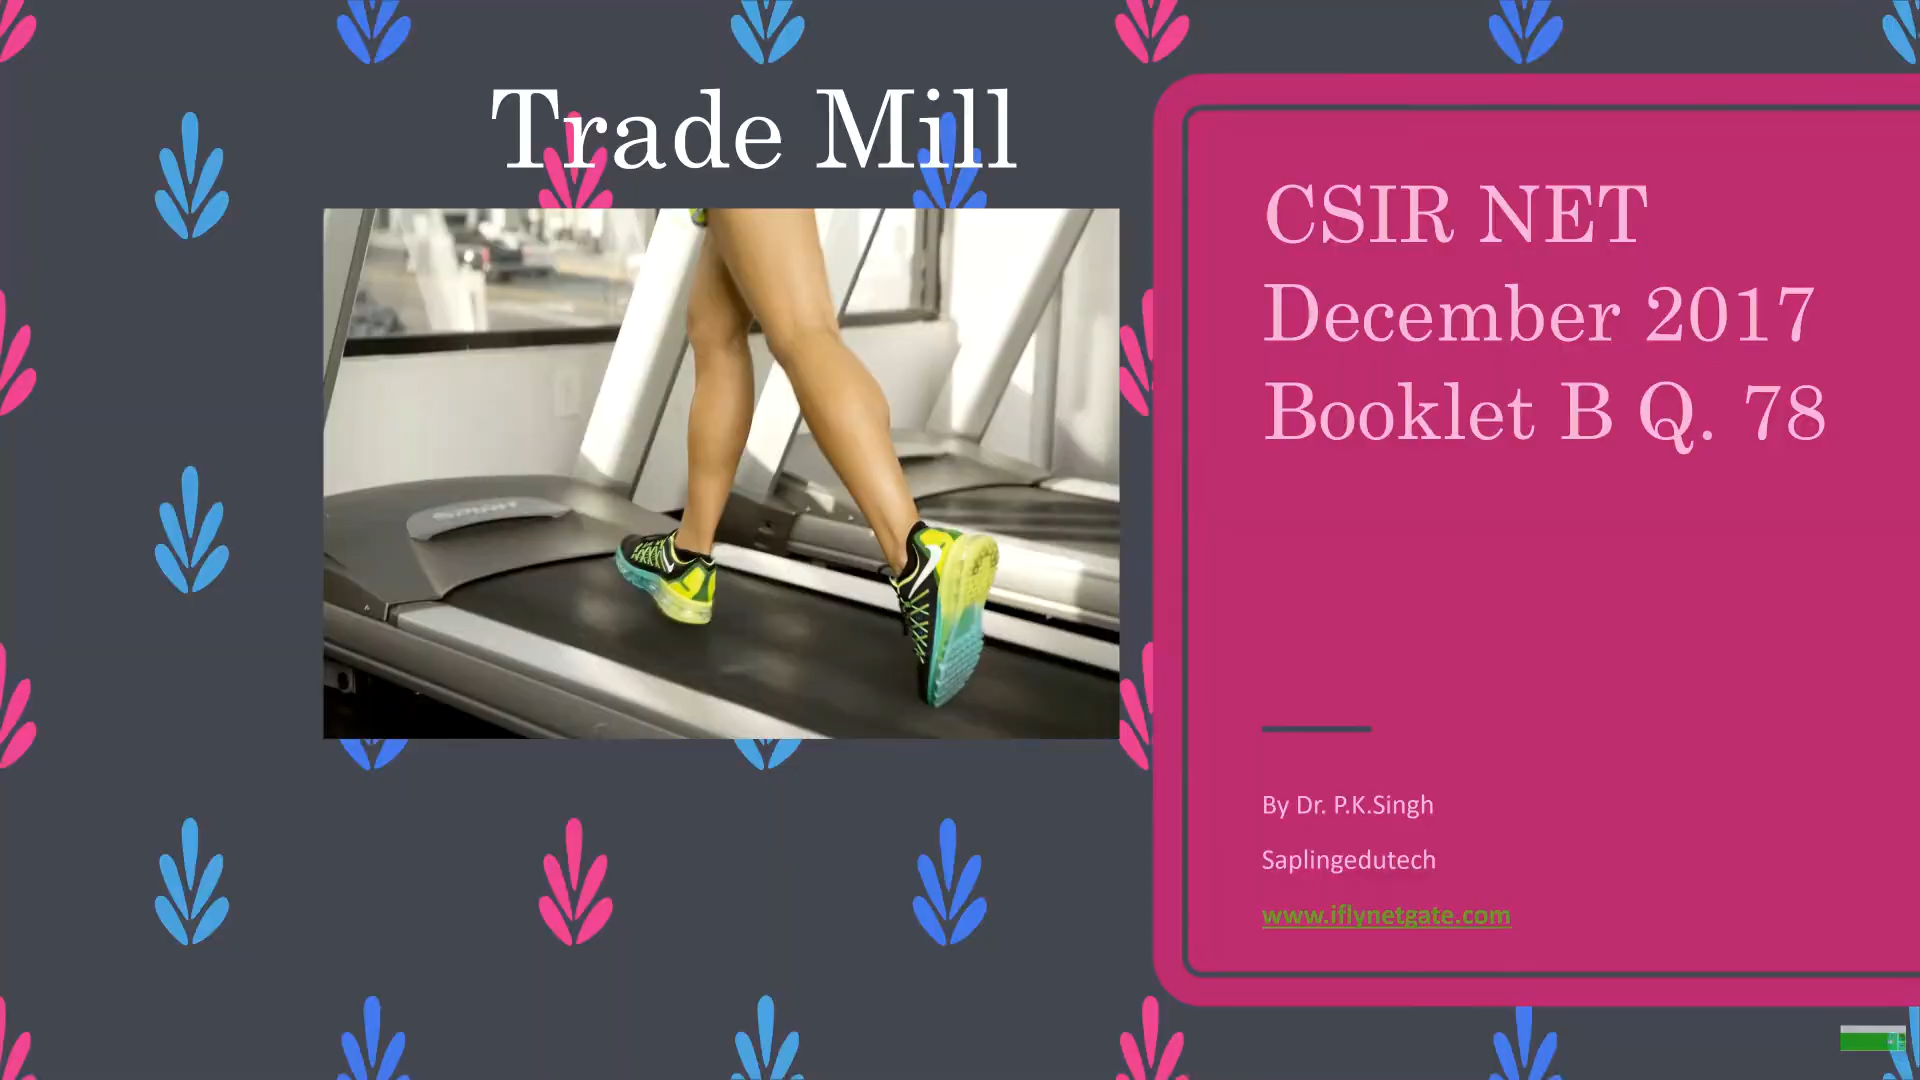 Trade Mill
CSIR NET
December 2017
Booklet B Q. 78
By Dr. P.K.Singh
Saplingedutech
www.iflynetgate.com